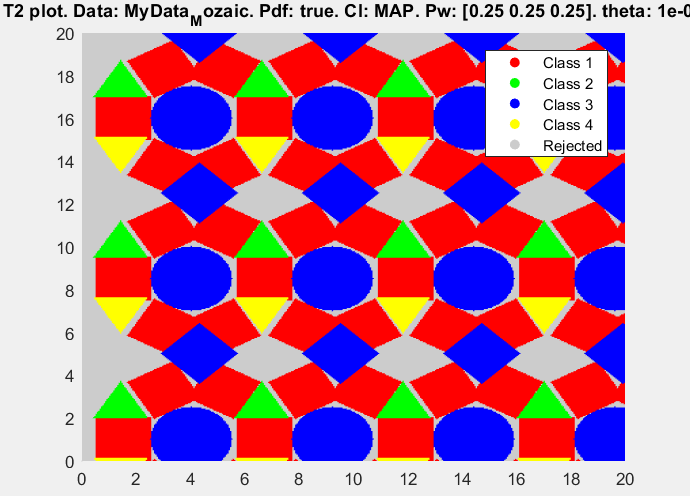 T2 plot. Data: MyData_Mozaic. Pdf: true. Cl: MAP. Pw: [0.25 0.25 0.25]. theta: 1e-0
20
18
16
14
12
10
8
6
4
2
0
Class 1
Class 2
Class 3
Class 4
Rejected
0 2 4 6 8 10 12 14 16 18 20